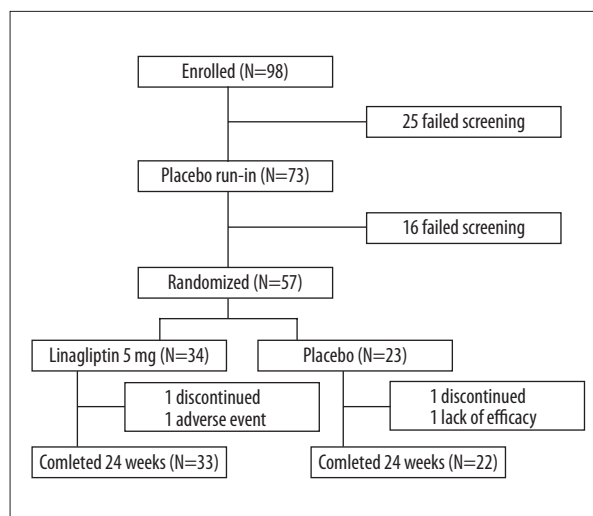 Enrolled (N=98)
25 failed screening
Placebo run-in (N=73)
16 failed screening
Randomized (N=57)
Linagliptin 5 mg (N=34)
Placebo (N=23)
1 discontinued
1 adverse event
1 discontinued
1 lack of efficacy
Comleted 24 weeks (N=33)
Comleted 24 weeks (N=22)